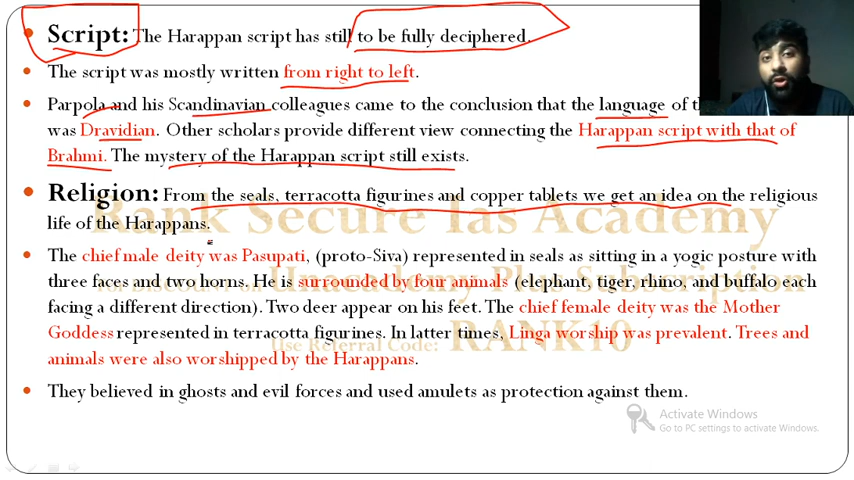 Script: The Harappan script has still to be fully deciphered.
The script was mostly written from right to left.
Parpola and his Scandinavian colleagues came to the conclusion that the language of
was Dravidian. Other scholars provide different view connecting the Harappan script with that of
Brahmi. The mystery of the Harappan script still exists.
Religion: From the seals, terracotta figurines and copper tablets we get an idea on the religious
life of the Harappans.
Rank Secure Ias Academy
The chief male deity was Pasupati, (proto-Siva) represented in seals as sitting in a yogic posture with
three faces and two horns. He is surrounded by four animals (elephant, tiger, rhino, and buffalo each
for Discount on Unacademy Plus Subscription
facing a different direction). Two deer appear on his feet. The chief female deity was the Mother
Goddess represented in terracotta figurines. In latter times, Linga worship was prevalent. Trees and
Use Referral Code: RANK10
animals were also worshipped by the Harappans.
They believed in ghosts and evil forces and used amulets as protection against them.
Activate Windows
Go to PC settings to activate Windows.